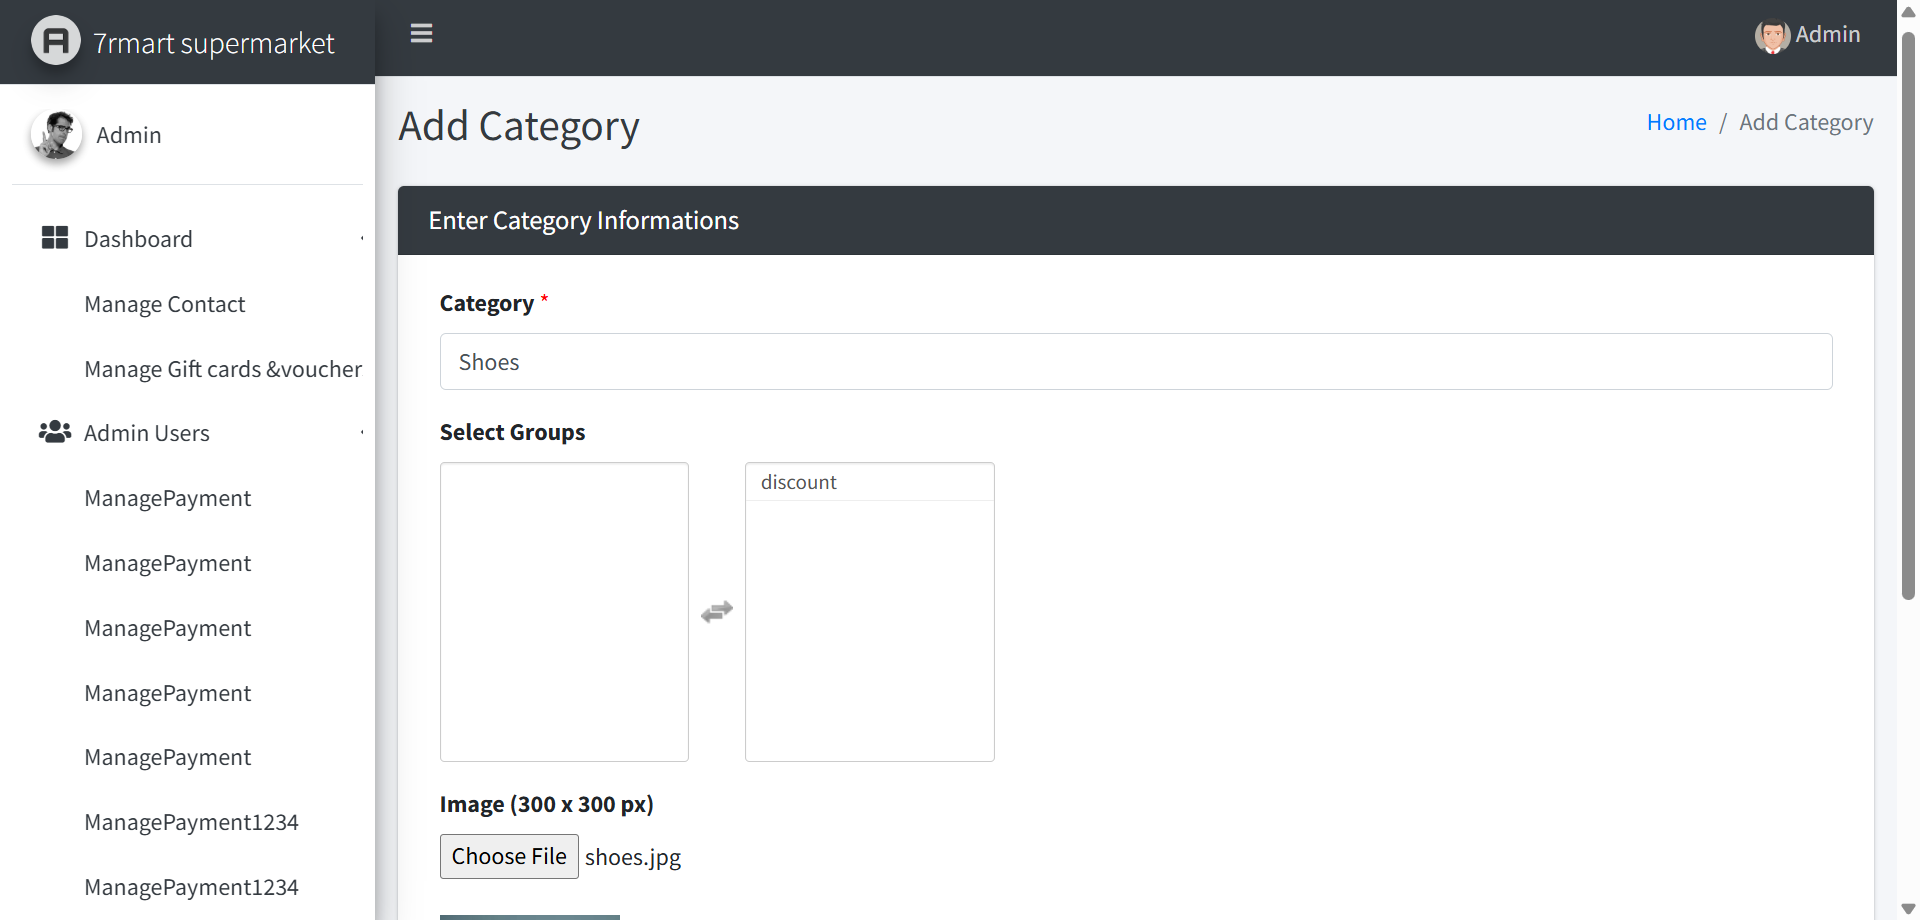 7rmart supermarket
Admin
Admin
Add Category
Home / Add Category
Dashboard
Manage Contact
Manage Gift cards &voucher
Admin Users
ManagePayment
ManagePayment
ManagePayment
ManagePayment
ManagePayment
ManagePayment1234
ManagePayment1234
Enter Category Informations
Category *
Shoes
Select Groups
discount
Image (300 x 300 px)
Choose File shoes.jpg